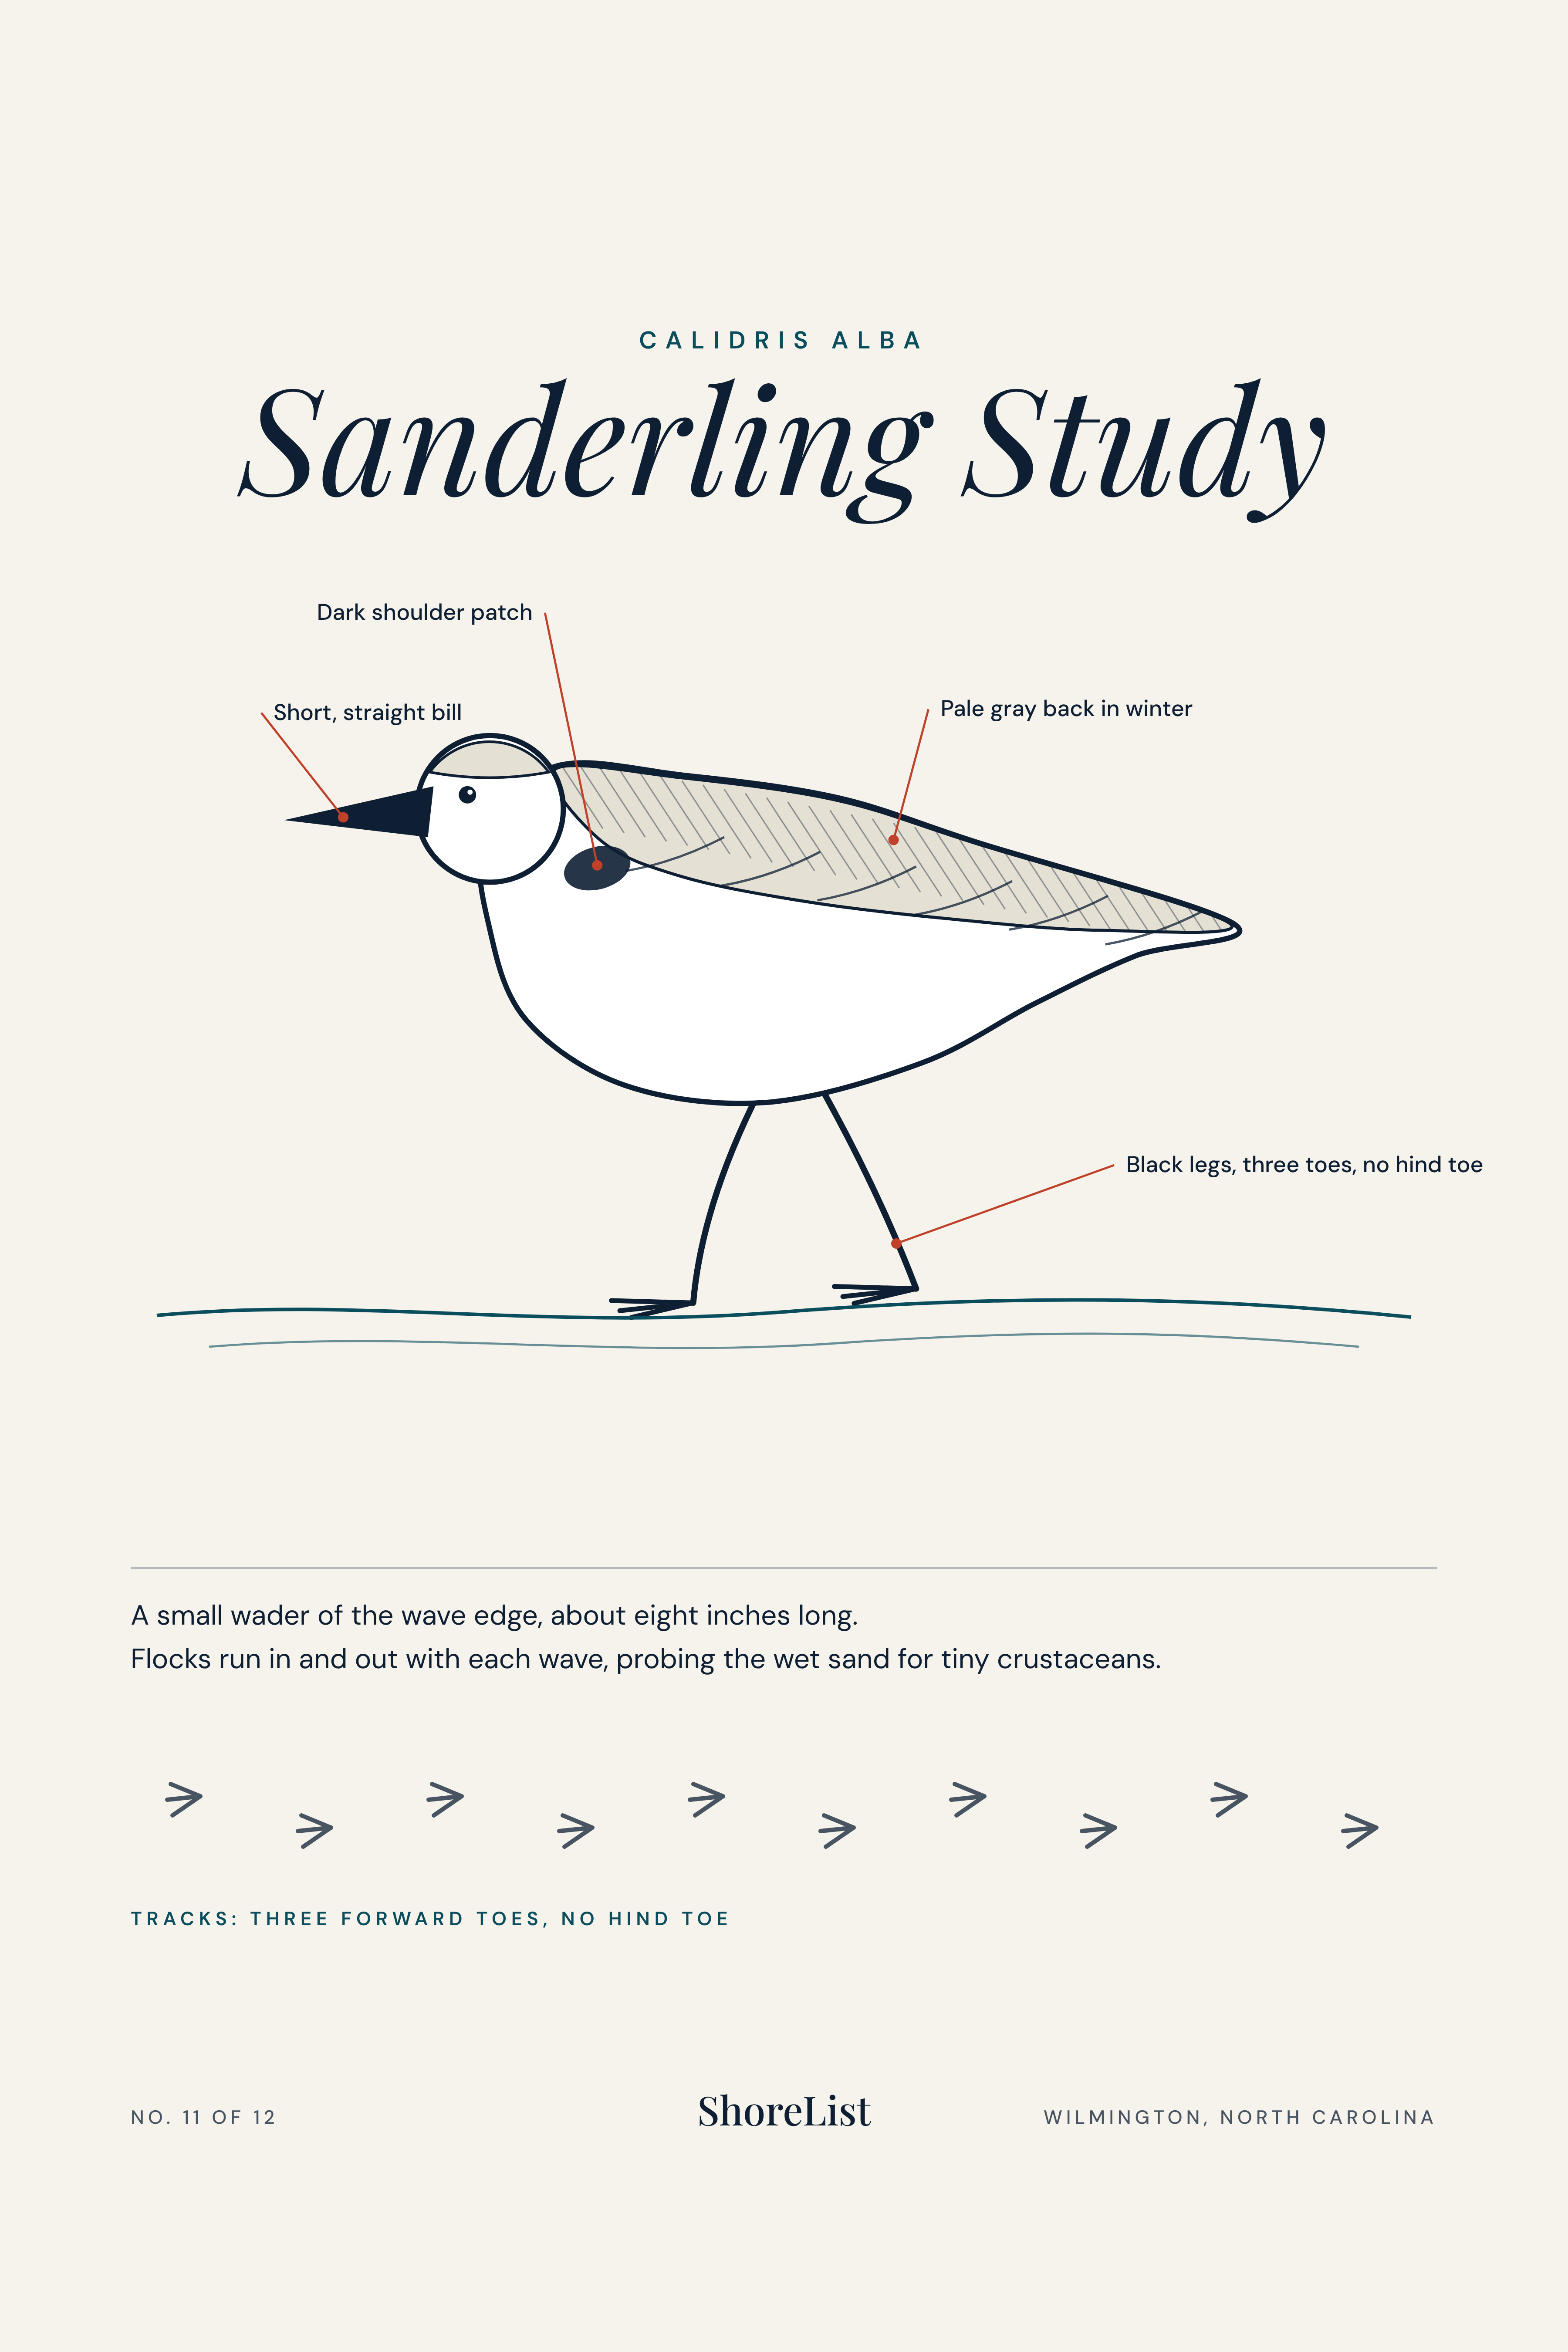 CALIDRIS ALBA
Sanderling Study
Dark shoulder patch
Short, straight bill
Pale gray back in winter
Black legs, three toes, no hind toe
A small wader of the wave edge, about eight inches long.
Flocks run in and out with each wave, probing the wet sand for tiny crustaceans.
TRACKS: THREE FORWARD TOES, NO HIND TOE
NO. 11 OF 12
ShoreList
WILMINGTON, NORTH CAROLINA